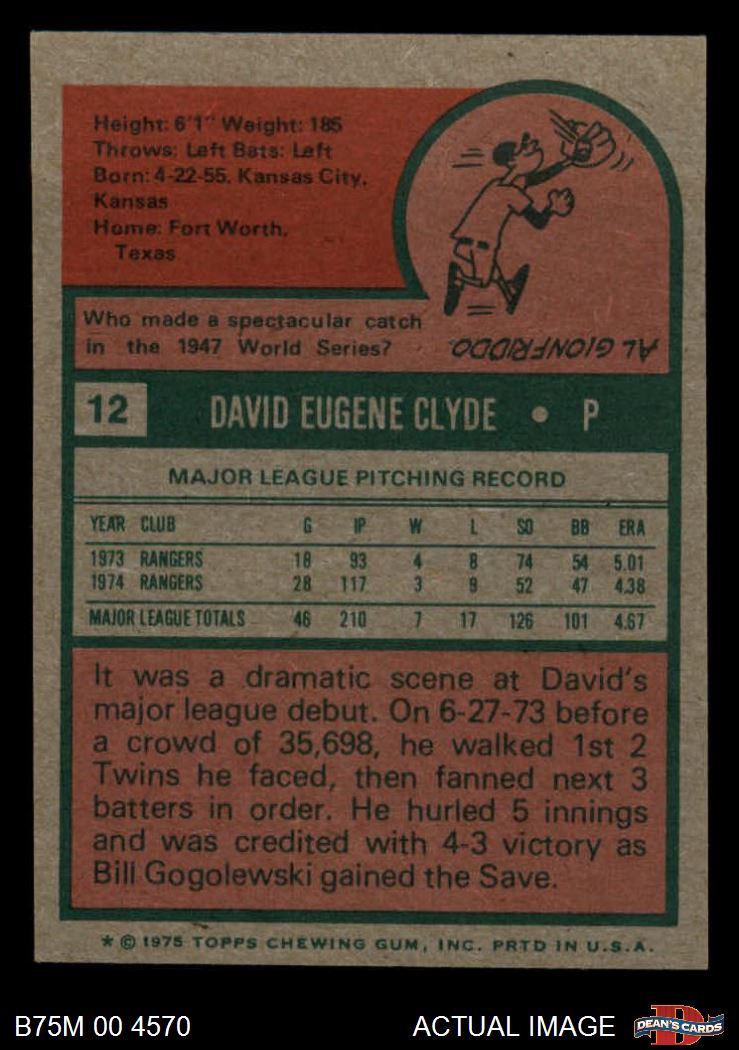 Height: 6'1" Weight: 185
Throws: Left Bats: Left
Born: 4-22-55, Kansas City,
Kansas
Home: Fort Worth,
Texas
Who made a spectacular catch
in the 1947 World Series?
AL GIONFRIDDO.
12 DAVID EUGENE CLYDE • P
MAJOR LEAGUE PITCHING RECORD
YEAR CLUB G IP W L SO BB ERA
1973 RANGERS 18 93 4 8 74 54 5.01
1974 RANGERS 28 117 3 9 52 47 4.38
MAJOR LEAGUE TOTALS 46 210 7 17 126 101 4.67
It was a dramatic scene at David's
major league debut. On 6-27-73 before
a crowd of 35,698, he walked 1st 2
Twins he faced, then fanned next 3
batters in order. He hurled 5 innings
and was credited with 4-3 victory as
Bill Gogolewski gained the Save.
* © 1975 TOPPS CHEWING GUM, INC. PRTD IN U.S.A.
B75M 00 4570 ACTUAL IMAGE
D
DEAN'S CARDS